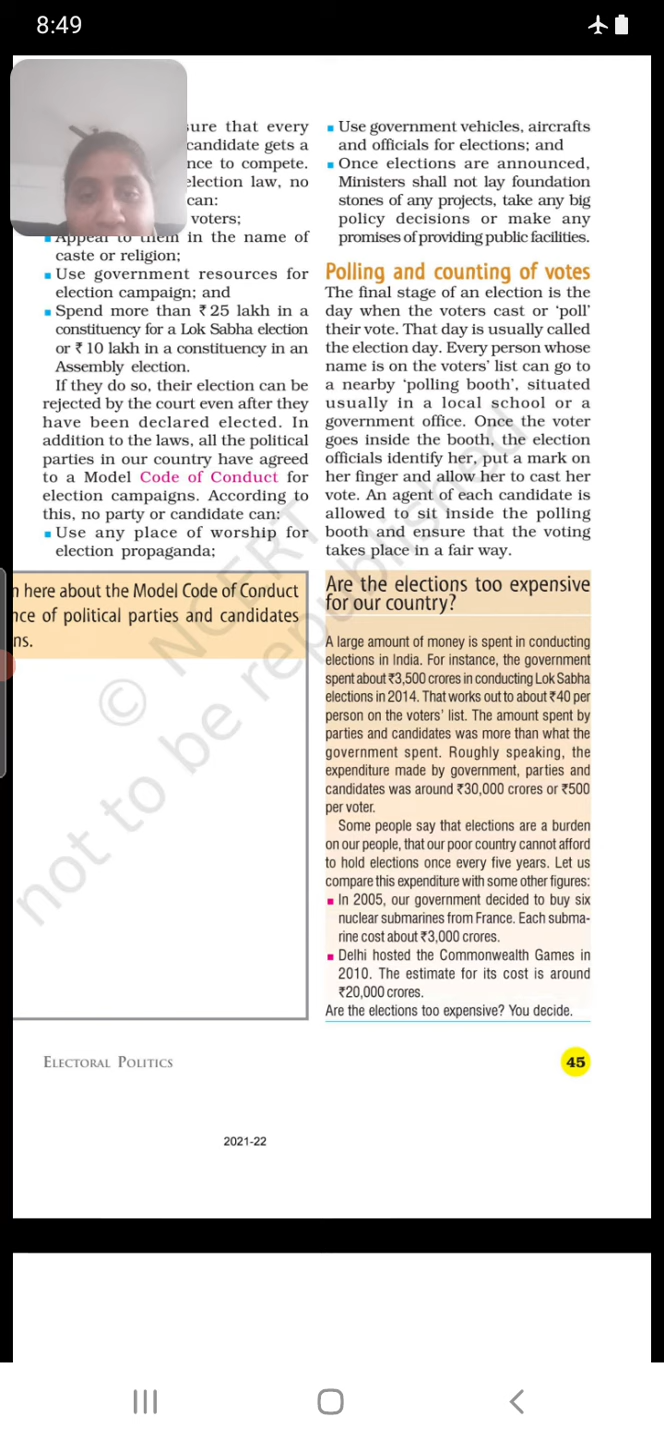 8:49
sure that every
candidate gets a
nce to compete.
election law, no
can:
voters;
▪ Appeal to them in the name of
caste or religion;
▪ Use government resources for
election campaign; and
▪ Spend more than ₹ 25 lakh in a
constituency for a Lok Sabha election
or ₹ 10 lakh in a constituency in an
Assembly election.
If they do so, their election can be
rejected by the court even after they
have been declared elected. In
addition to the laws, all the political
parties in our country have agreed
to a Model Code of Conduct for
election campaigns. According to
this, no party or candidate can:
▪ Use any place of worship for
election propaganda;
n here about the Model Code of Conduct
nce of political parties and candidates
ns.
▪ Use government vehicles, aircrafts
and officials for elections; and
▪ Once elections are announced,
Ministers shall not lay foundation
stones of any projects, take any big
policy decisions or make any
promises of providing public facilities.
Polling and counting of votes
The final stage of an election is the
day when the voters cast or ‘poll’
their vote. That day is usually called
the election day. Every person whose
name is on the voters’ list can go to
a nearby ‘polling booth’, situated
usually in a local school or a
government office. Once the voter
goes inside the booth, the election
officials identify her, put a mark on
her finger and allow her to cast her
vote. An agent of each candidate is
allowed to sit inside the polling
booth and ensure that the voting
takes place in a fair way.
Are the elections too expensive
for our country?
A large amount of money is spent in conducting
elections in India. For instance, the government
spent about ₹3,500 crores in conducting Lok Sabha
elections in 2014. That works out to about ₹40 per
person on the voters’ list. The amount spent by
parties and candidates was more than what the
government spent. Roughly speaking, the
expenditure made by government, parties and
candidates was around ₹30,000 crores or ₹500
per voter.
Some people say that elections are a burden
on our people, that our poor country cannot afford
to hold elections once every five years. Let us
compare this expenditure with some other figures:
▪ In 2005, our government decided to buy six
nuclear submarines from France. Each subma-
rine cost about ₹3,000 crores.
▪ Delhi hosted the Commonwealth Games in
2010. The estimate for its cost is around
₹20,000 crores.
Are the elections too expensive? You decide.
© NCERT
not to be republished
ELECTORAL POLITICS
45
2021-22